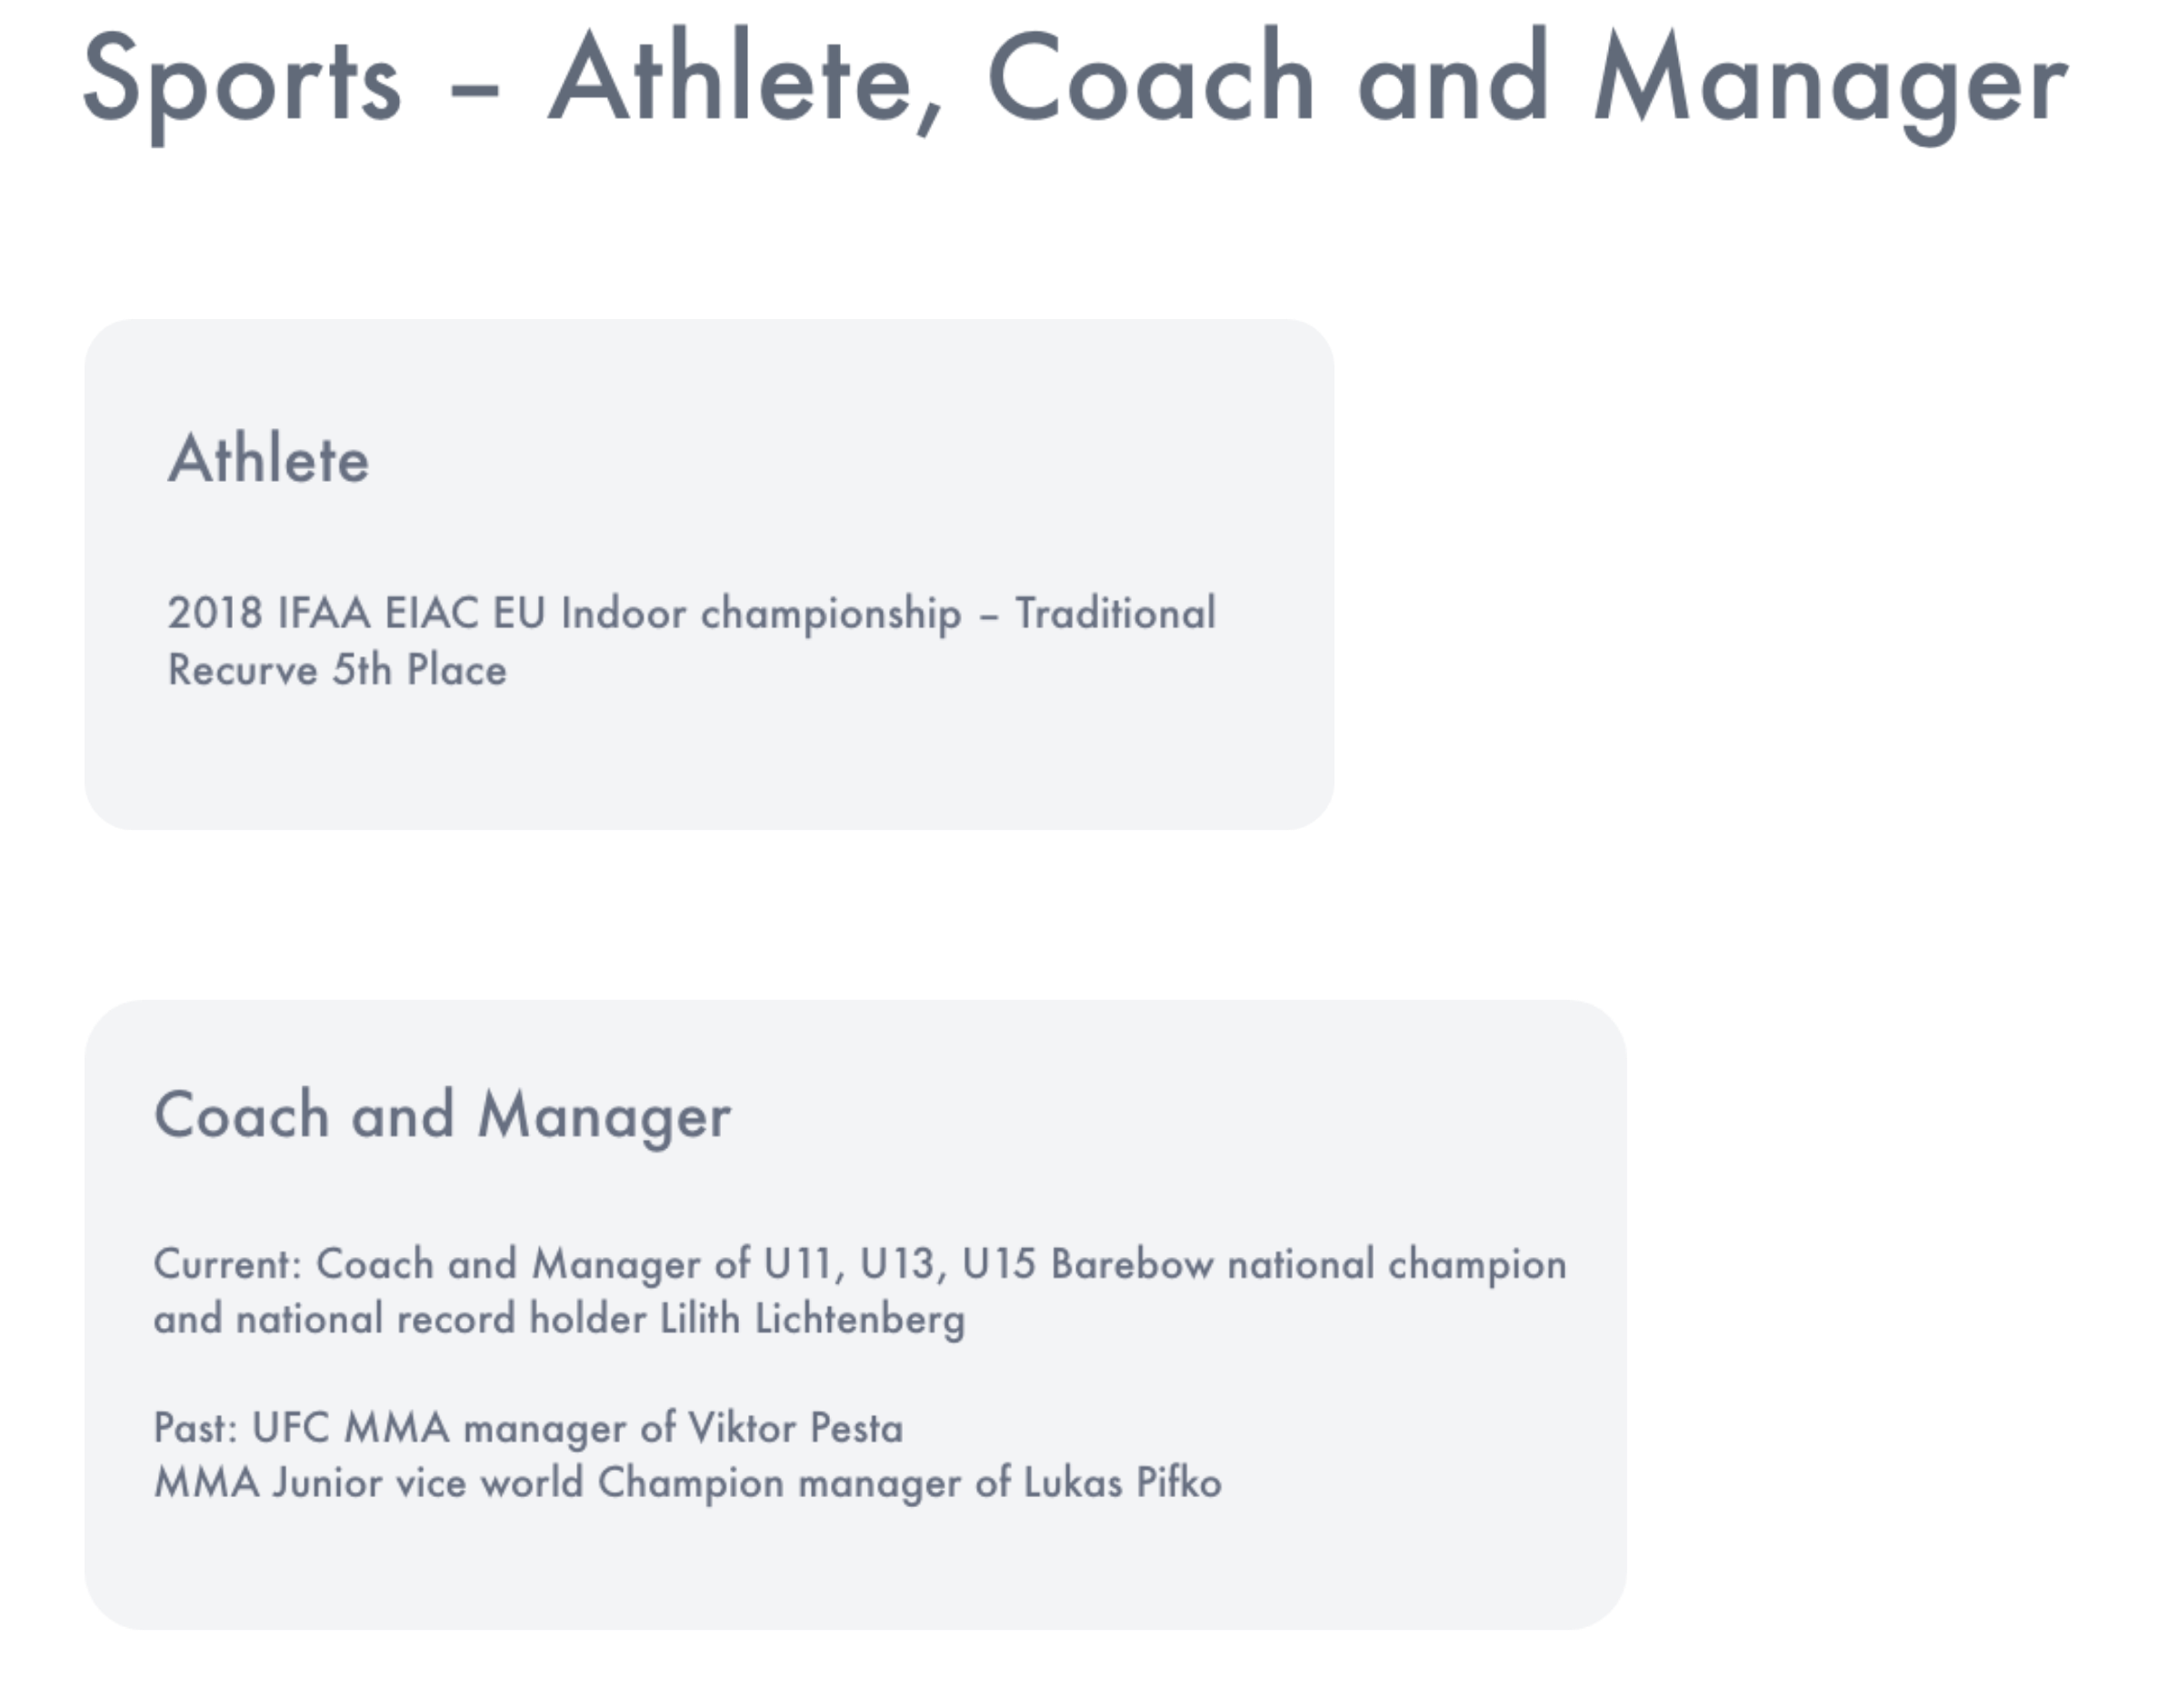 Sports – Athlete, Coach and Manager
Athlete
2018 IFAA EIAC EU Indoor championship – Traditional
Recurve 5th Place
Coach and Manager
Current: Coach and Manager of U11, U13, U15 Barebow national champion
and national record holder Lilith Lichtenberg
Past: UFC MMA manager of Viktor Pesta
MMA Junior vice world Champion manager of Lukas Pifko